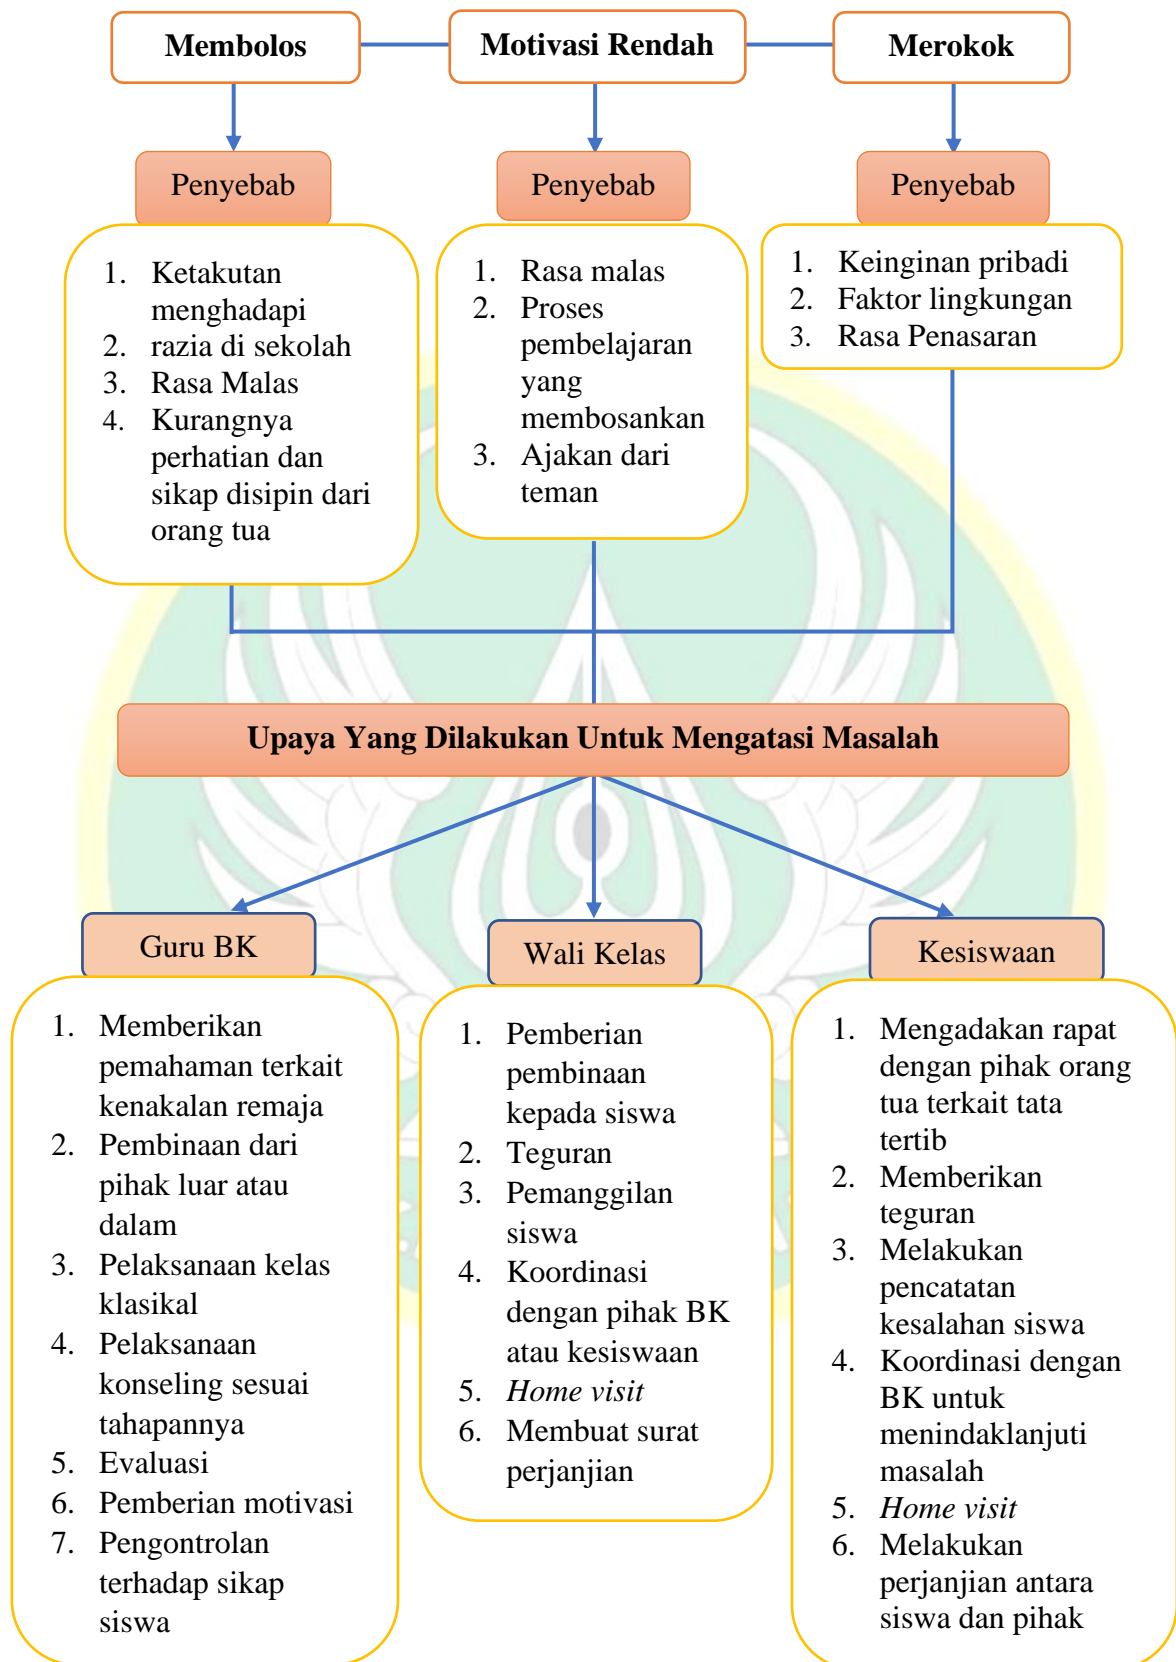 Membolos
Motivasi Rendah
Merokok
Penyebab
Penyebab
Penyebab
1. Ketakutan
menghadapi
2. razia di sekolah
3. Rasa Malas
4. Kurangnya
perhatian dan
sikap disipin dari
orang tua
1. Rasa malas
2. Proses
pembelajaran
yang
membosankan
3. Ajakan dari
teman
1. Keinginan pribadi
2. Faktor lingkungan
3. Rasa Penasaran
Upaya Yang Dilakukan Untuk Mengatasi Masalah
Guru BK
Wali Kelas
Kesiswaan
1. Memberikan
pemahaman terkait
kenakalan remaja
2. Pembinaan dari
pihak luar atau
dalam
3. Pelaksanaan kelas
klasikal
4. Pelaksanaan
konseling sesuai
tahapannya
5. Evaluasi
6. Pemberian motivasi
7. Pengontrolan
terhadap sikap
siswa
1. Pemberian
pembinaan
kepada siswa
2. Teguran
3. Pemanggilan
siswa
4. Koordinasi
dengan pihak BK
atau kesiswaan
5. Home visit
6. Membuat surat
perjanjian
1. Mengadakan rapat
dengan pihak orang
tua terkait tata
tertib
2. Memberikan
teguran
3. Melakukan
pencatatan
kesalahan siswa
4. Koordinasi dengan
BK untuk
menindaklanjuti
masalah
5. Home visit
6. Melakukan
perjanjian antara
siswa dan pihak